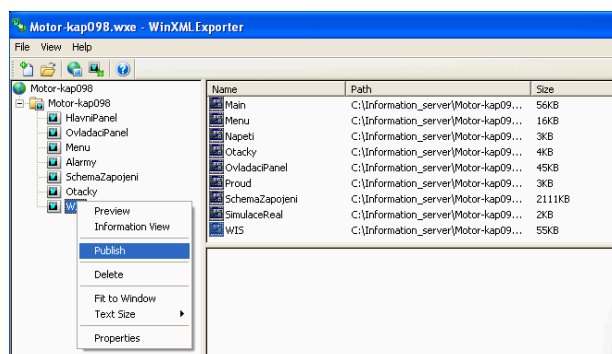 Motor-kap098.wxe - WinXMLExporter
File View Help
Motor-kap098
Motor-kap098
HlavniPanel
OvladaciPanel
Menu
Alarmy
SchemaZapojeni
Otacky
Preview
Information View
Publish
Delete
Fit to Window
Text Size
Properties
Name Path Size
Main C:\Information_server\Motor-kap09... 56KB
Menu C:\Information_server\Motor-kap09... 16KB
Napeti C:\Information_server\Motor-kap09... 3KB
Otacky C:\Information_server\Motor-kap09... 4KB
OvladaciPanel C:\Information_server\Motor-kap09... 45KB
Proud C:\Information_server\Motor-kap09... 3KB
SchemaZapojeni C:\Information_server\Motor-kap09... 2111KB
SimulaceReal C:\Information_server\Motor-kap09... 2KB
WIS C:\Information_server\Motor-kap09... 55KB